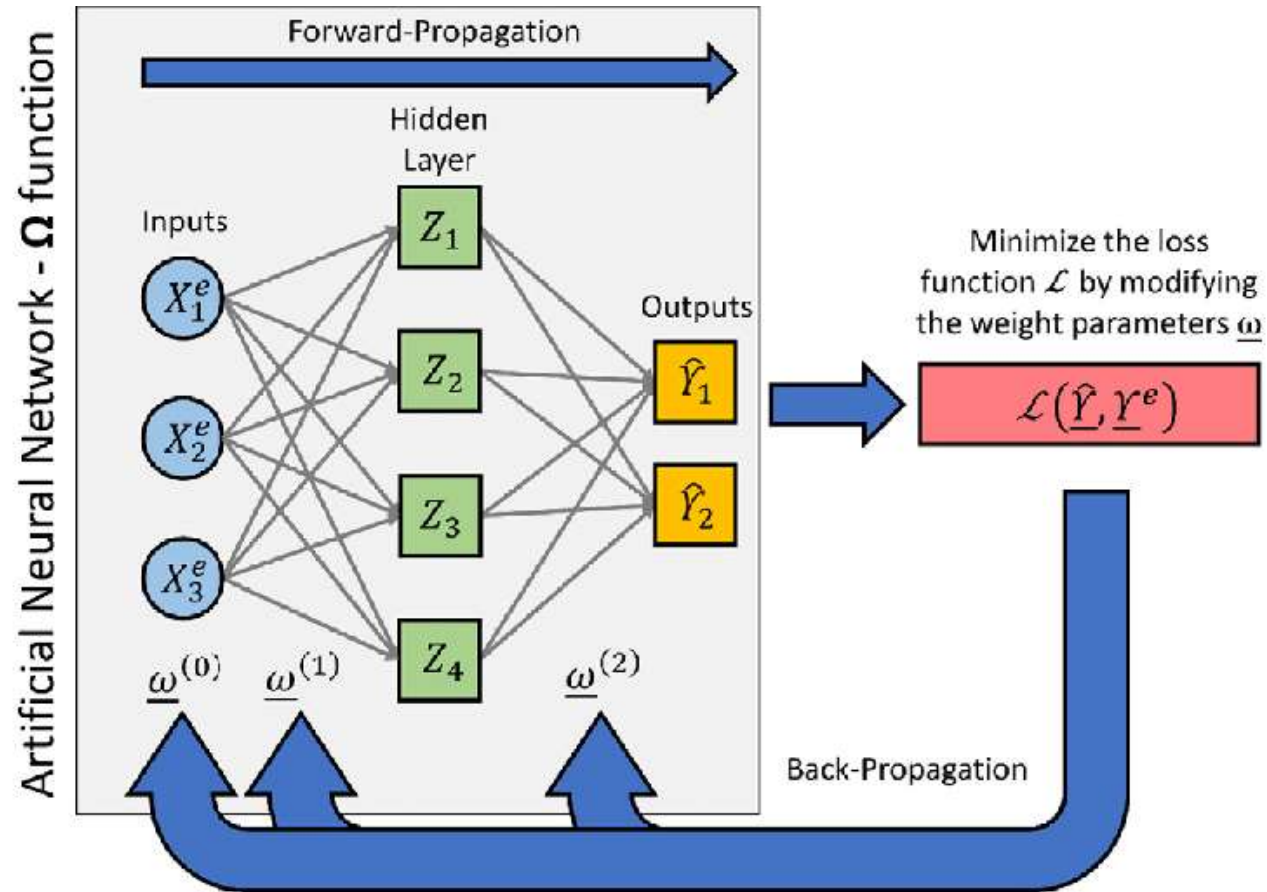 Artificial Neural Network - Ω function
Forward-Propagation
Hidden
Layer
Inputs
Outputs
X₁ᵉ
X₂ᵉ
X₃ᵉ
Z₁
Z₂
Z₃
Z₄
Ŷ₁
Ŷ₂
ω̲⁽⁰⁾
ω̲⁽¹⁾
ω̲⁽²⁾
Minimize the loss
function ℒ by modifying
the weight parameters ω̲
ℒ(Ŷ̲, Y̲ᵉ)
Back-Propagation